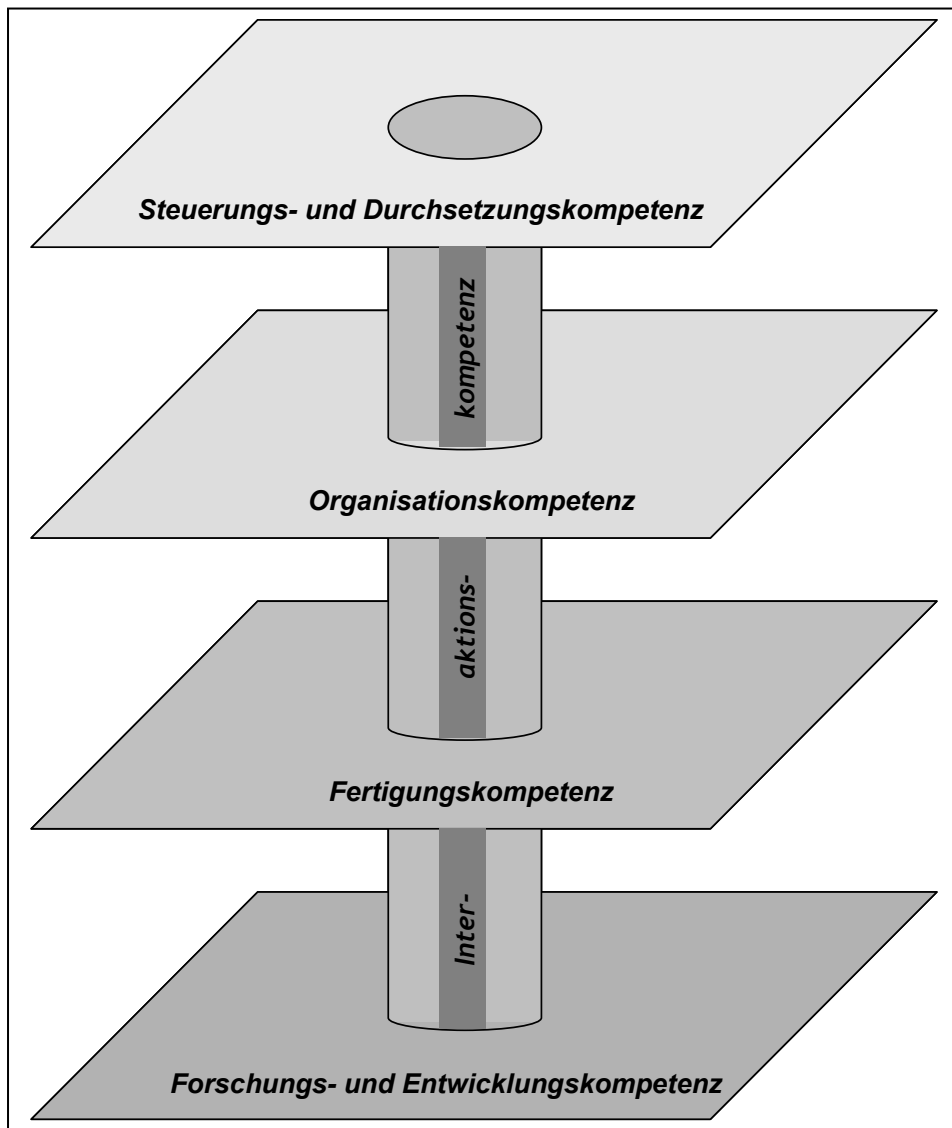 Steuerungs- und Durchsetzungskompetenz
kompetenz
Organisationskompetenz
aktions-
Fertigungskompetenz
Inter-
Forschungs- und Entwicklungskompetenz